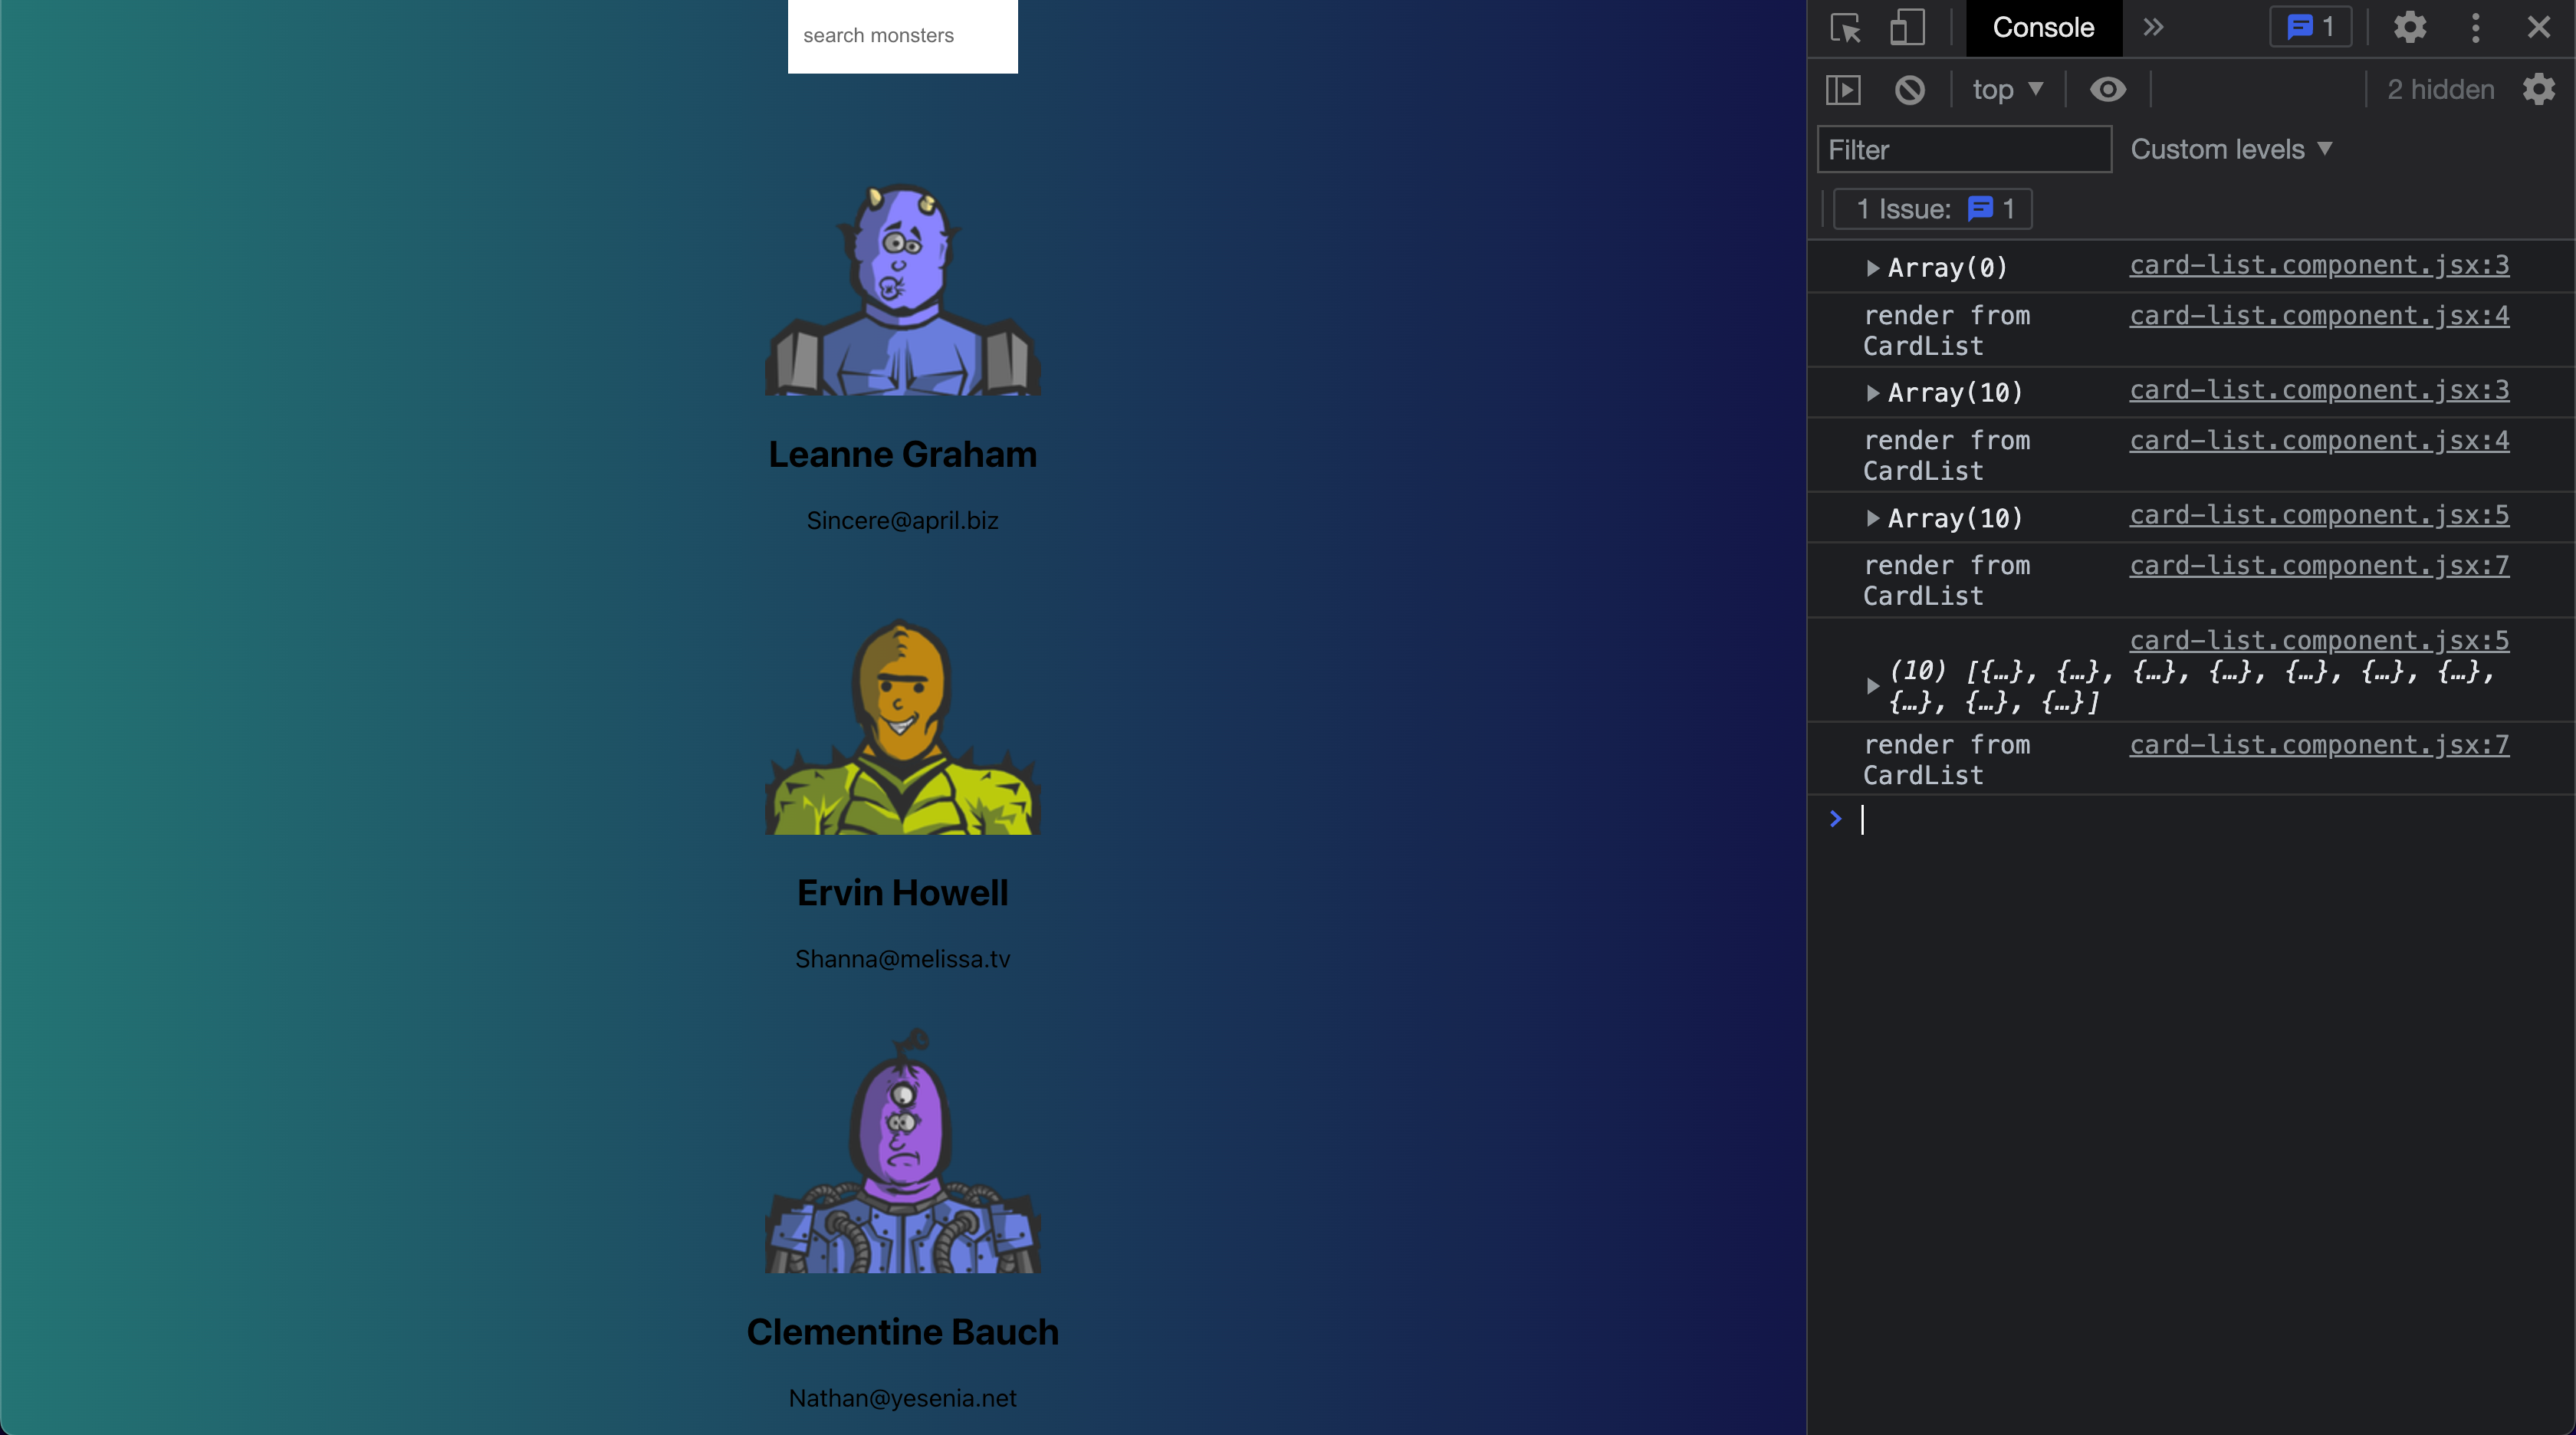 search monsters
Leanne Graham
Sincere@april.biz
Ervin Howell
Shanna@melissa.tv
Clementine Bauch
Nathan@yesenia.net
Console
1
top
2 hidden
Filter
Custom levels
1 Issue: 1
Array(0) card-list.component.jsx:3
render from card-list.component.jsx:4
CardList
Array(10) card-list.component.jsx:3
render from card-list.component.jsx:4
CardList
Array(10) card-list.component.jsx:5
render from card-list.component.jsx:7
CardList
card-list.component.jsx:5
(10) [{…}, {…}, {…}, {…}, {…}, {…}, {…},
{…}, {…}, {…}]
render from card-list.component.jsx:7
CardList